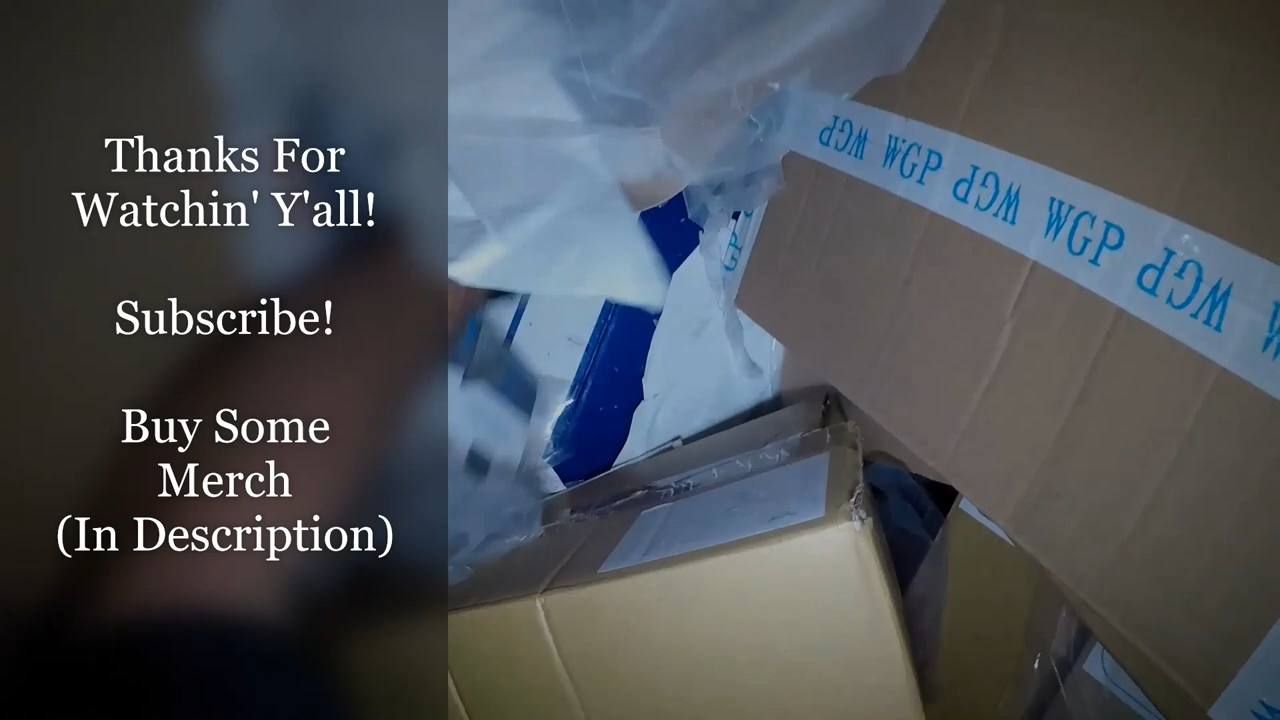 Thanks For
Watchin' Y'all!
Subscribe!
Buy Some
Merch
(In Description)
WGP WGP WGP WGP WGP